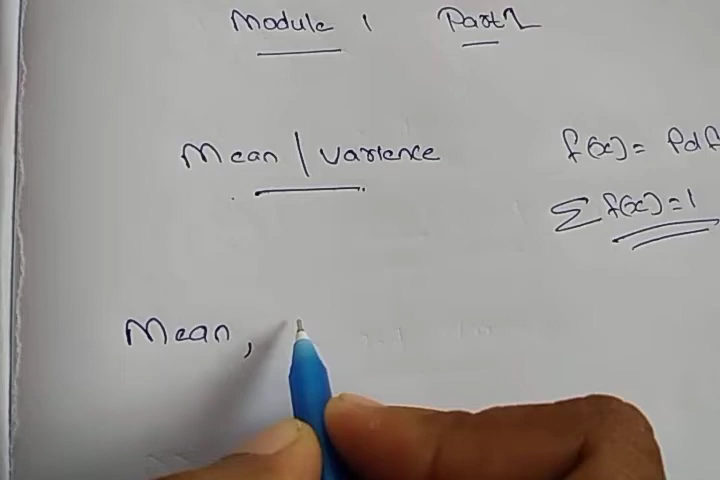 Module 1 Part 2
Mean | Varience
f(x) = Pdf
∑ f(x) = 1
Mean,